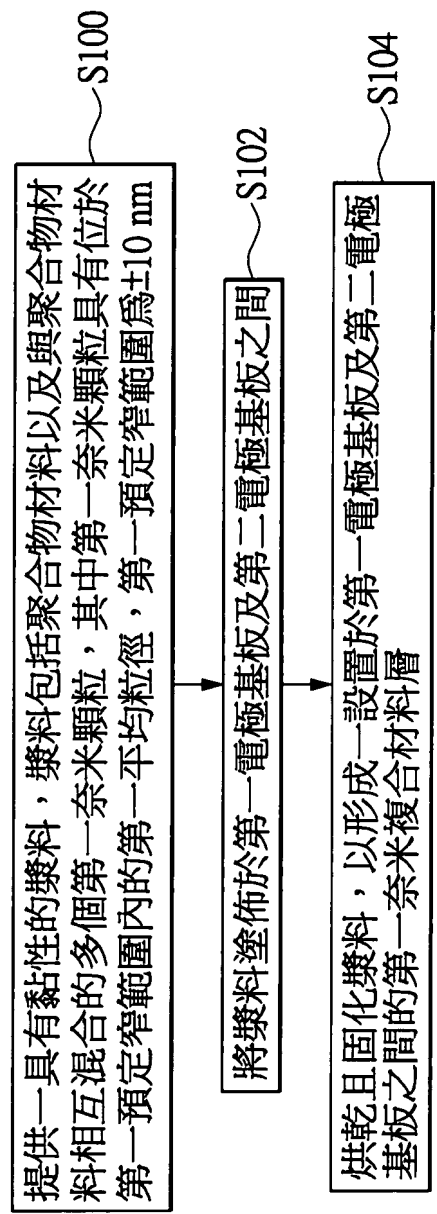 提供一具有黏性的漿料，漿料包括聚合物材料以及與聚合物材
料相互混合的多個第一奈米顆粒，其中第一奈米顆粒具有位於
第一預定窄範圍內的第一平均粒徑，第一預定窄範圍為±10 nm
S100
將漿料塗佈於第一電極基板及第二電極基板之間
S102
烘乾且固化漿料，以形成一設置於第一電極基板及第二電極
基板之間的第一奈米複合材料層
S104